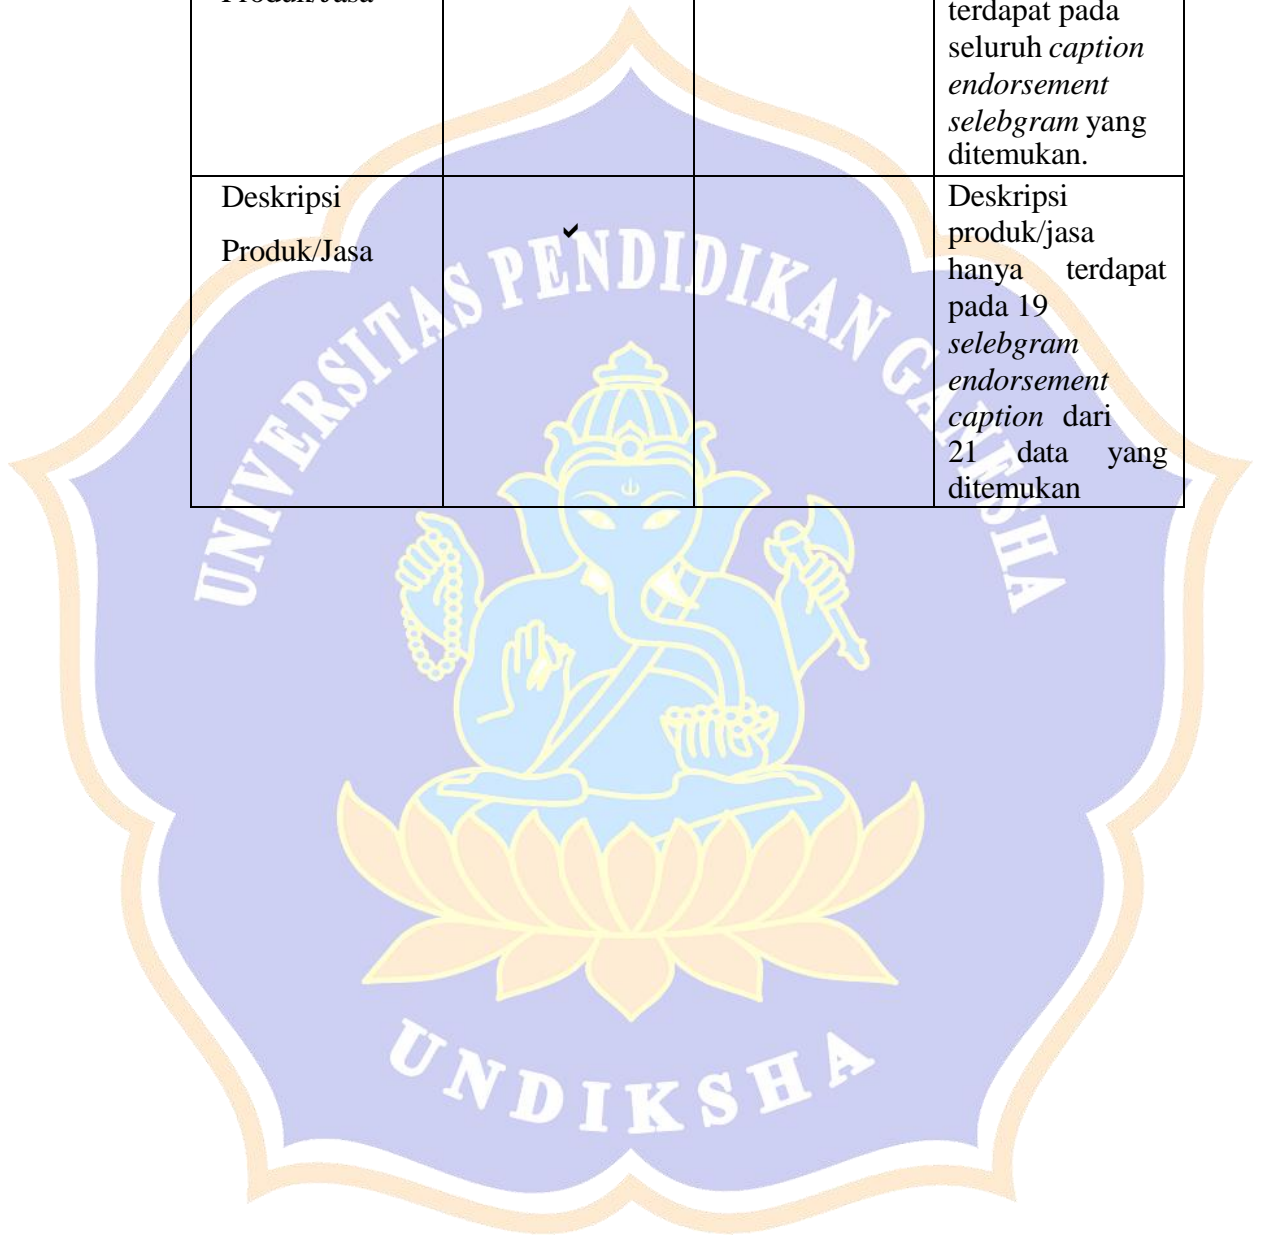 Produk/Jasa
terdapat pada
seluruh caption
endorsement
selebgram yang
ditemukan.
Deskripsi
Produk/Jasa
✔
Deskripsi
produk/jasa
hanya terdapat
pada 19
selebgram
endorsement
caption dari
21 data yang
ditemukan
UNIVERSITAS PENDIDIKAN GANESHA
UNDIKSHA